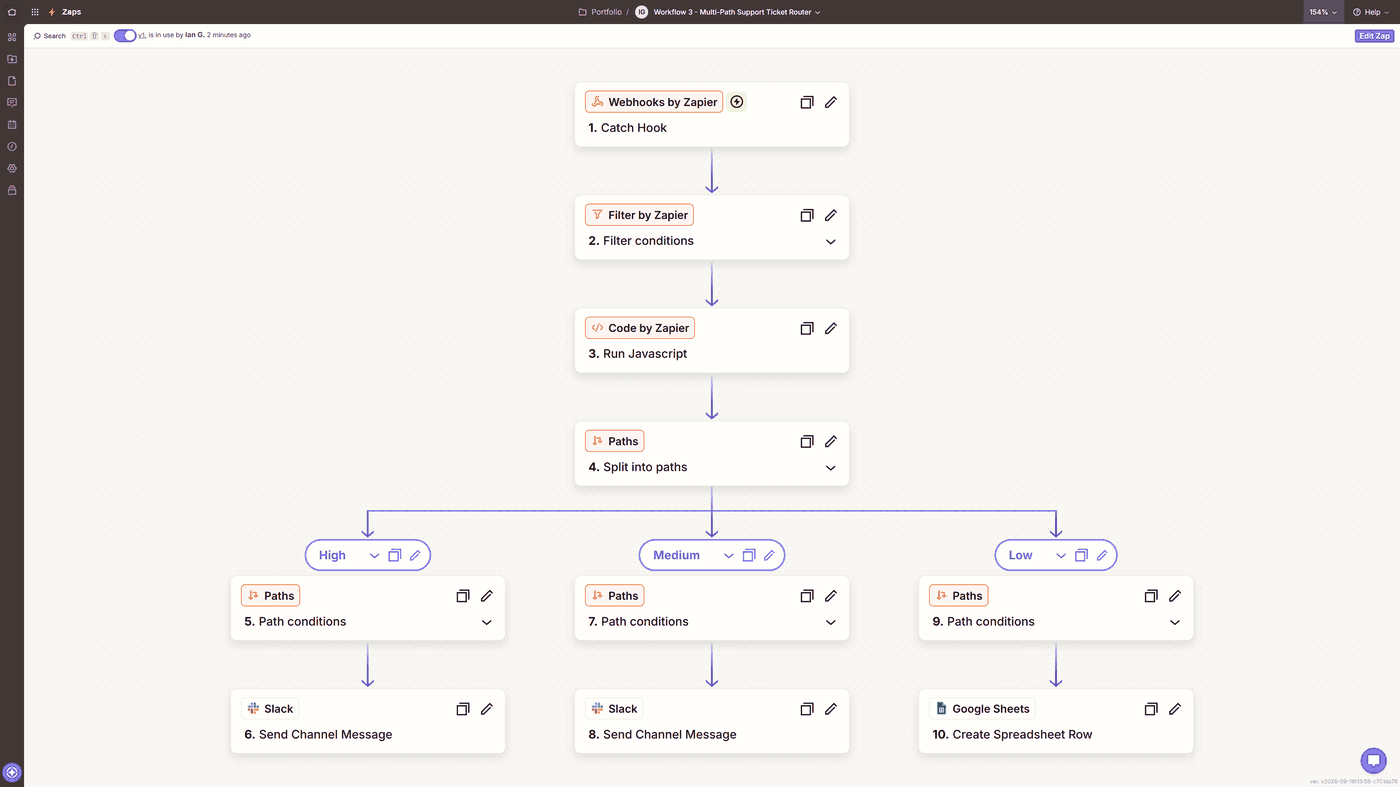 Zaps
Portfolio / IG Workflow 3 - Multi-Path Support Ticket Router
154%
Help
Search Ctrl
v1, is in use by Ian G. 2 minutes ago
Edit Zap
Webhooks by Zapier
1. Catch Hook
Filter by Zapier
2. Filter conditions
Code by Zapier
3. Run Javascript
Paths
4. Split into paths
High
Medium
Low
Paths
5. Path conditions
Paths
7. Path conditions
Paths
9. Path conditions
Slack
6. Send Channel Message
Slack
8. Send Channel Message
Google Sheets
10. Create Spreadsheet Row